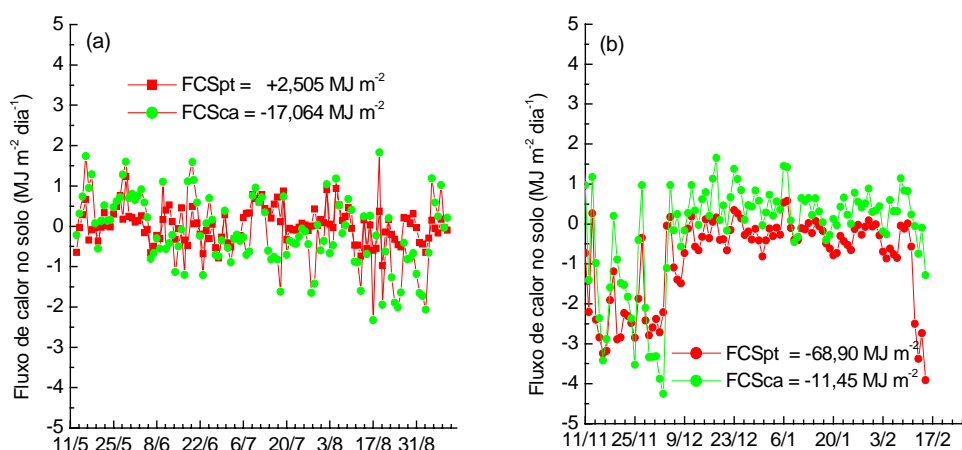 (a)
FCSpt = +2,505 MJ m⁻²
FCSca = -17,064 MJ m⁻²
Fluxo de calor no solo (MJ m⁻² dia⁻¹)
5
4
3
2
1
0
-1
-2
-3
-4
-5
11/5 25/5 8/6 22/6 6/7 20/7 3/8 17/8 31/8
(b)
Fluxo de calor no solo (MJ m⁻² dia⁻¹)
5
4
3
2
1
0
-1
-2
-3
-4
-5
FCSpt = -68,90 MJ m⁻²
FCSca = -11,45 MJ m⁻²
11/11 25/11 9/12 23/12 6/1 20/1 3/2 17/2